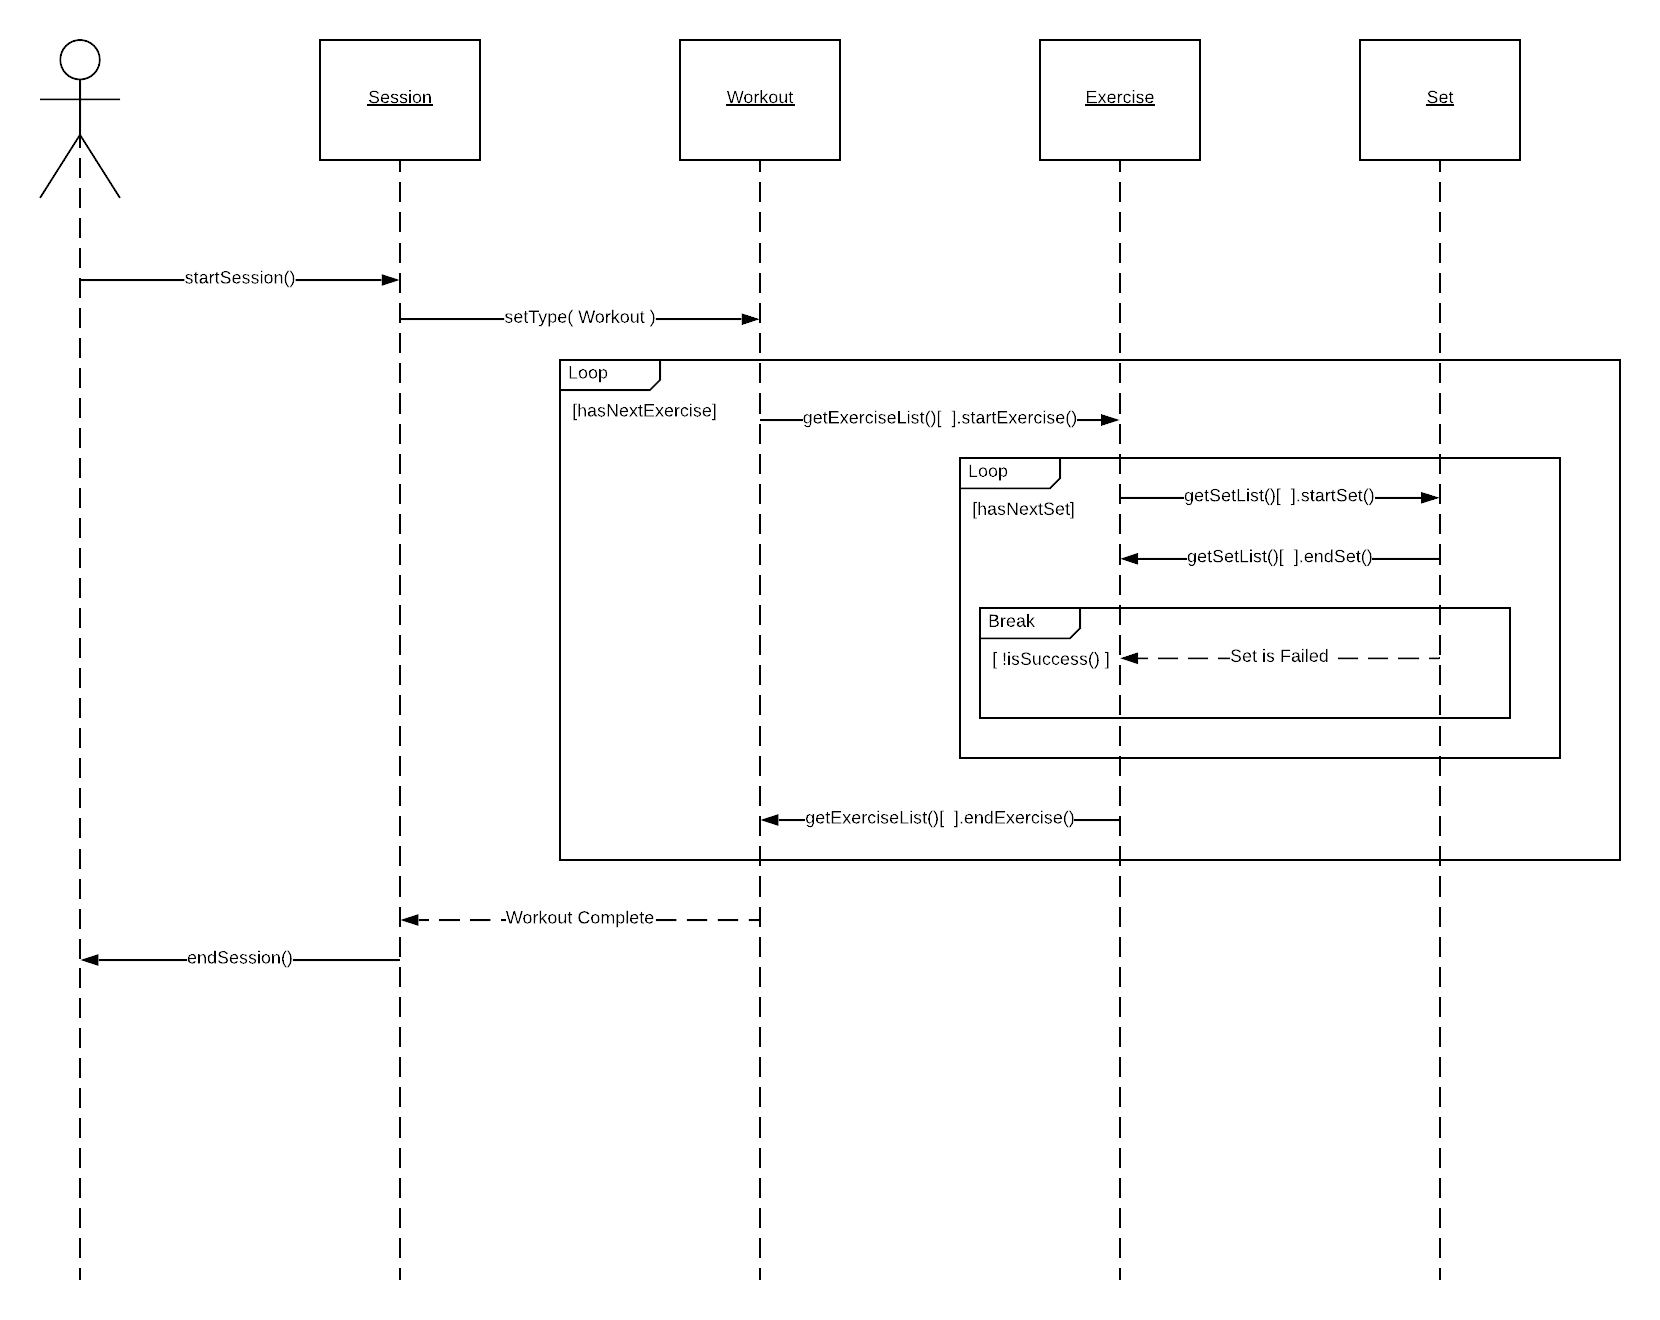 Session
Workout
Exercise
Set
startSession()
setType( Workout )
Loop
[hasNextExercise]
getExerciseList()[  ].startExercise()
Loop
[hasNextSet]
getSetList()[  ].startSet()
getSetList()[  ].endSet()
Break
[ !isSuccess() ]
Set is Failed
getExerciseList()[  ].endExercise()
Workout Complete
endSession()